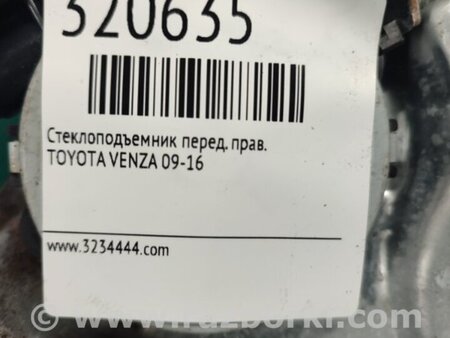 320635
Стеклоподъемник перед. прав.
TOYOTA VENZA 09-16
www.3234444.com
www.razborki.com